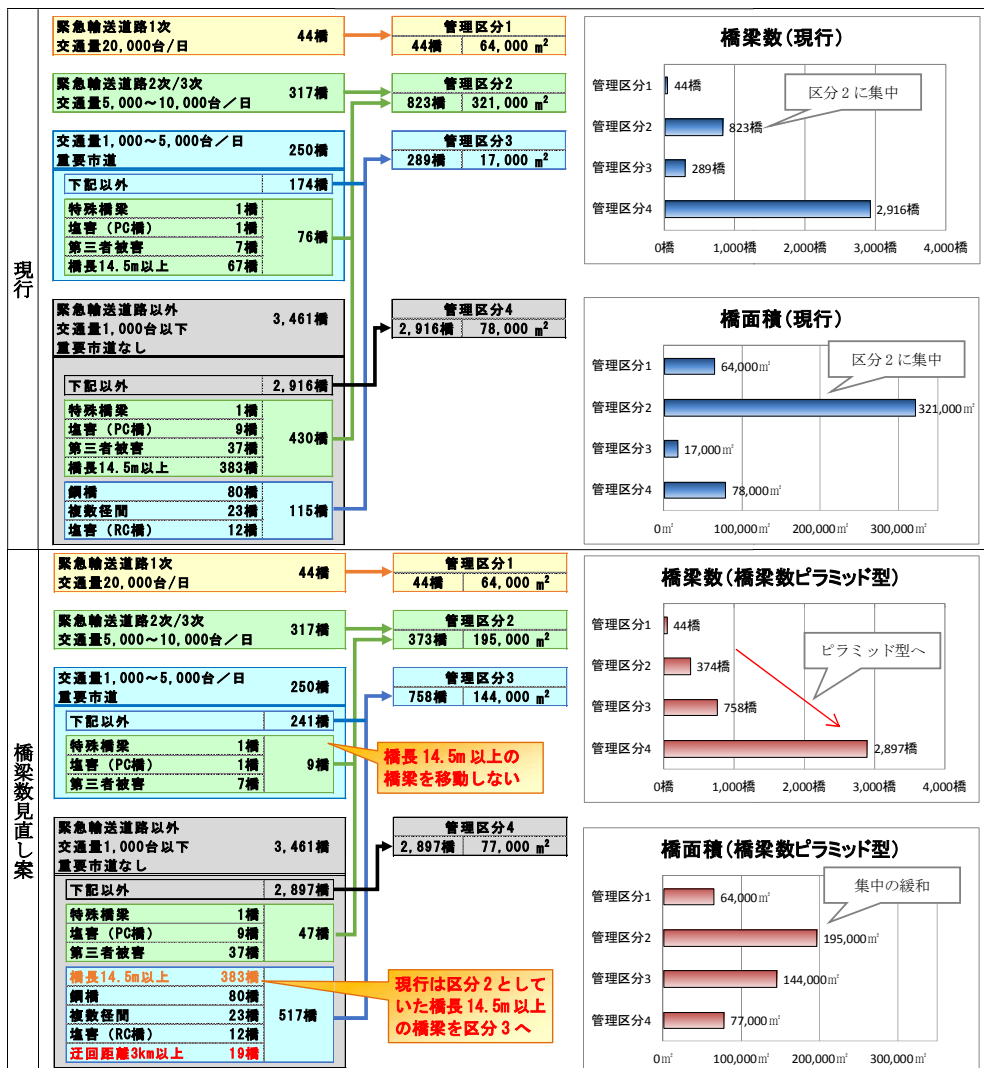 現行
緊急輸送道路1次
交通量20,000台/日
44橋
管理区分1
44橋 64,000 m²
緊急輸送道路2次/3次
交通量5,000～10,000台／日
317橋
管理区分2
823橋 321,000 m²
交通量1,000～5,000台／日
重要市道
250橋
管理区分3
289橋 17,000 m²
下記以外 174橋
特殊橋梁 1橋
塩害（PC橋） 1橋
第三者被害 7橋
橋長14.5m以上 67橋
76橋
緊急輸送道路以外
交通量1,000台以下
重要市道なし
3,461橋
管理区分4
2,916橋 78,000 m²
下記以外 2,916橋
特殊橋梁 1橋
塩害（PC橋） 9橋
第三者被害 37橋
橋長14.5m以上 383橋
430橋
鋼橋 80橋
複数径間 23橋
塩害（RC橋） 12橋
115橋
橋梁数(現行)
管理区分1 44橋
管理区分2 823橋
管理区分3 289橋
管理区分4 2,916橋
区分２に集中
0橋 1,000橋 2,000橋 3,000橋 4,000橋
橋面積(現行)
管理区分1 64,000㎡
管理区分2 321,000㎡
管理区分3 17,000㎡
管理区分4 78,000㎡
区分２に集中
0㎡ 100,000㎡ 200,000㎡ 300,000㎡
橋梁数見直し案
緊急輸送道路1次
交通量20,000台/日
44橋
管理区分1
44橋 64,000 m²
緊急輸送道路2次/3次
交通量5,000～10,000台／日
317橋
管理区分2
373橋 195,000 m²
交通量1,000～5,000台／日
重要市道
250橋
管理区分3
758橋 144,000 m²
下記以外 241橋
特殊橋梁 1橋
塩害（PC橋） 1橋
第三者被害 7橋
9橋
橋長 14.5m 以上の
橋梁を移動しない
緊急輸送道路以外
交通量1,000台以下
重要市道なし
3,461橋
管理区分4
2,897橋 77,000 m²
下記以外 2,897橋
特殊橋梁 1橋
塩害（PC橋） 9橋
第三者被害 37橋
47橋
橋長14.5m以上 383橋
鋼橋 80橋
複数径間 23橋
塩害（RC橋） 12橋
迂回距離3km以上 19橋
517橋
現行は区分２として
いた橋長 14.5m 以上
の橋梁を区分３へ
橋梁数(橋梁数ピラミッド型)
管理区分1 44橋
管理区分2 374橋
管理区分3 758橋
管理区分4 2,897橋
ピラミッド型へ
0橋 1,000橋 2,000橋 3,000橋 4,000橋
橋面積(橋梁数ピラミッド型)
管理区分1 64,000㎡
管理区分2 195,000㎡
管理区分3 144,000㎡
管理区分4 77,000㎡
集中の緩和
0㎡ 100,000㎡ 200,000㎡ 300,000㎡